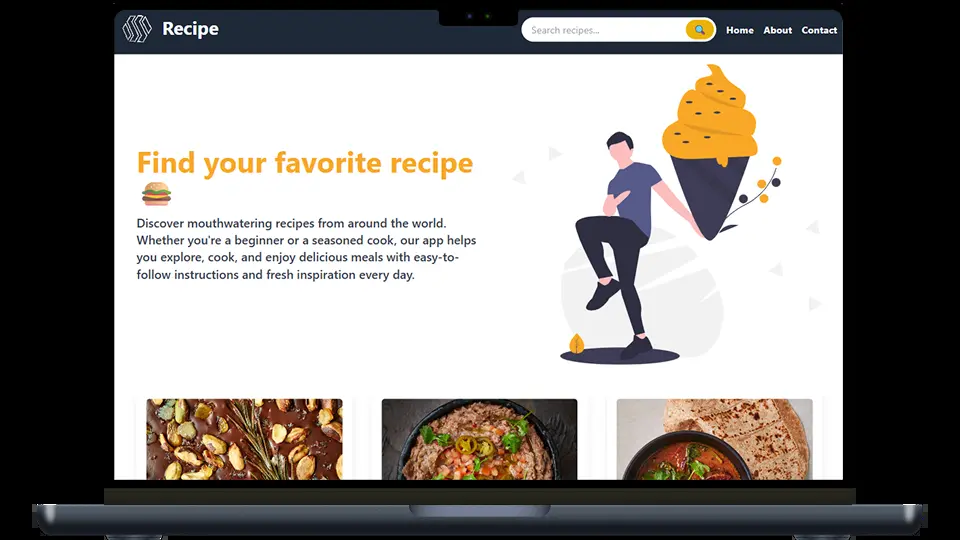 Recipe
Search recipes...
Home About Contact
Find your favorite recipe
Discover mouthwatering recipes from around the world.
Whether you're a beginner or a seasoned cook, our app helps
you explore, cook, and enjoy delicious meals with easy-to-
follow instructions and fresh inspiration every day.